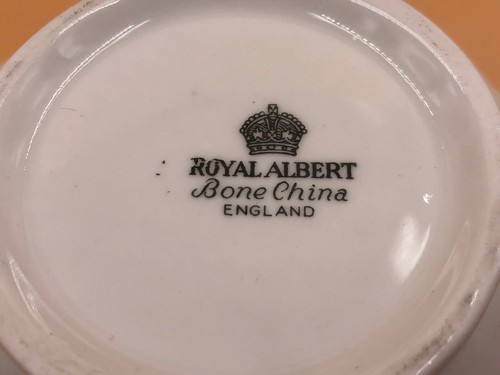 ROYAL ALBERT
Bone China
ENGLAND